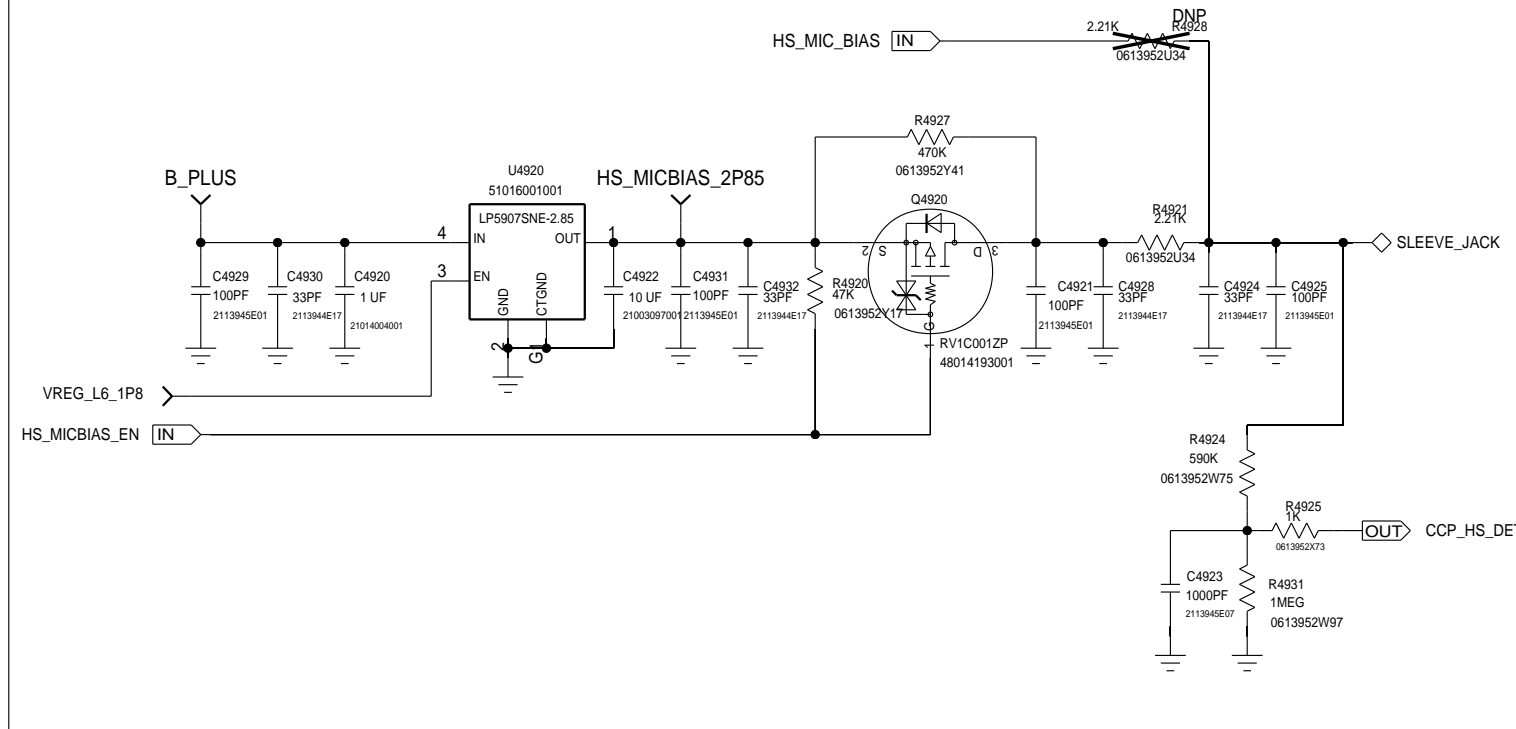 DNP
2.21K R4928
HS_MIC_BIAS IN
0613952U34
R4927
470K
0613952Y41
U4920
51016001001
B_PLUS
HS_MICBIAS_2P85
Q4920
LP5907SNE-2.85
R4921
2.21K
0613952U34
4 IN OUT 1
2 S D 3
SLEEVE_JACK
3 EN
GND
CTGND
2
G1
C4929
100PF
2113945E01
C4930
33PF
2113944E17
C4920
1 UF
21014004001
C4922
10 UF
21003097001
C4931
100PF
2113945E01
C4932
33PF
2113944E17
R4920
47K
0613952Y17
1 G
RV1C001ZP
48014193001
C4921
100PF
2113945E01
C4928
33PF
2113944E17
C4924
33PF
2113944E17
C4925
100PF
2113945E01
VREG_L6_1P8
HS_MICBIAS_EN IN
R4924
590K
0613952W75
R4925
1K
0613952X73
OUT CCP_HS_DET
C4923
1000PF
2113945E07
R4931
1MEG
0613952W97